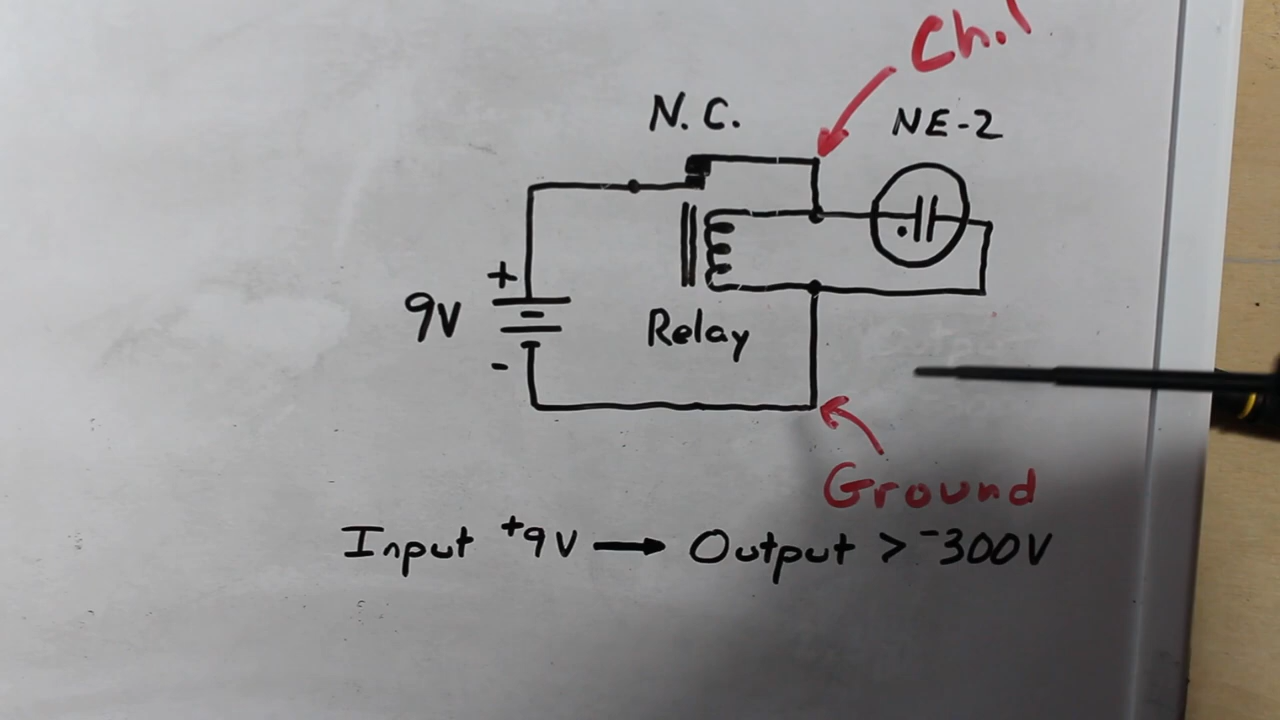 Ch.1
N.C.
NE-2
+
9V
-
Relay
Ground
Input +9V → Output > -300V